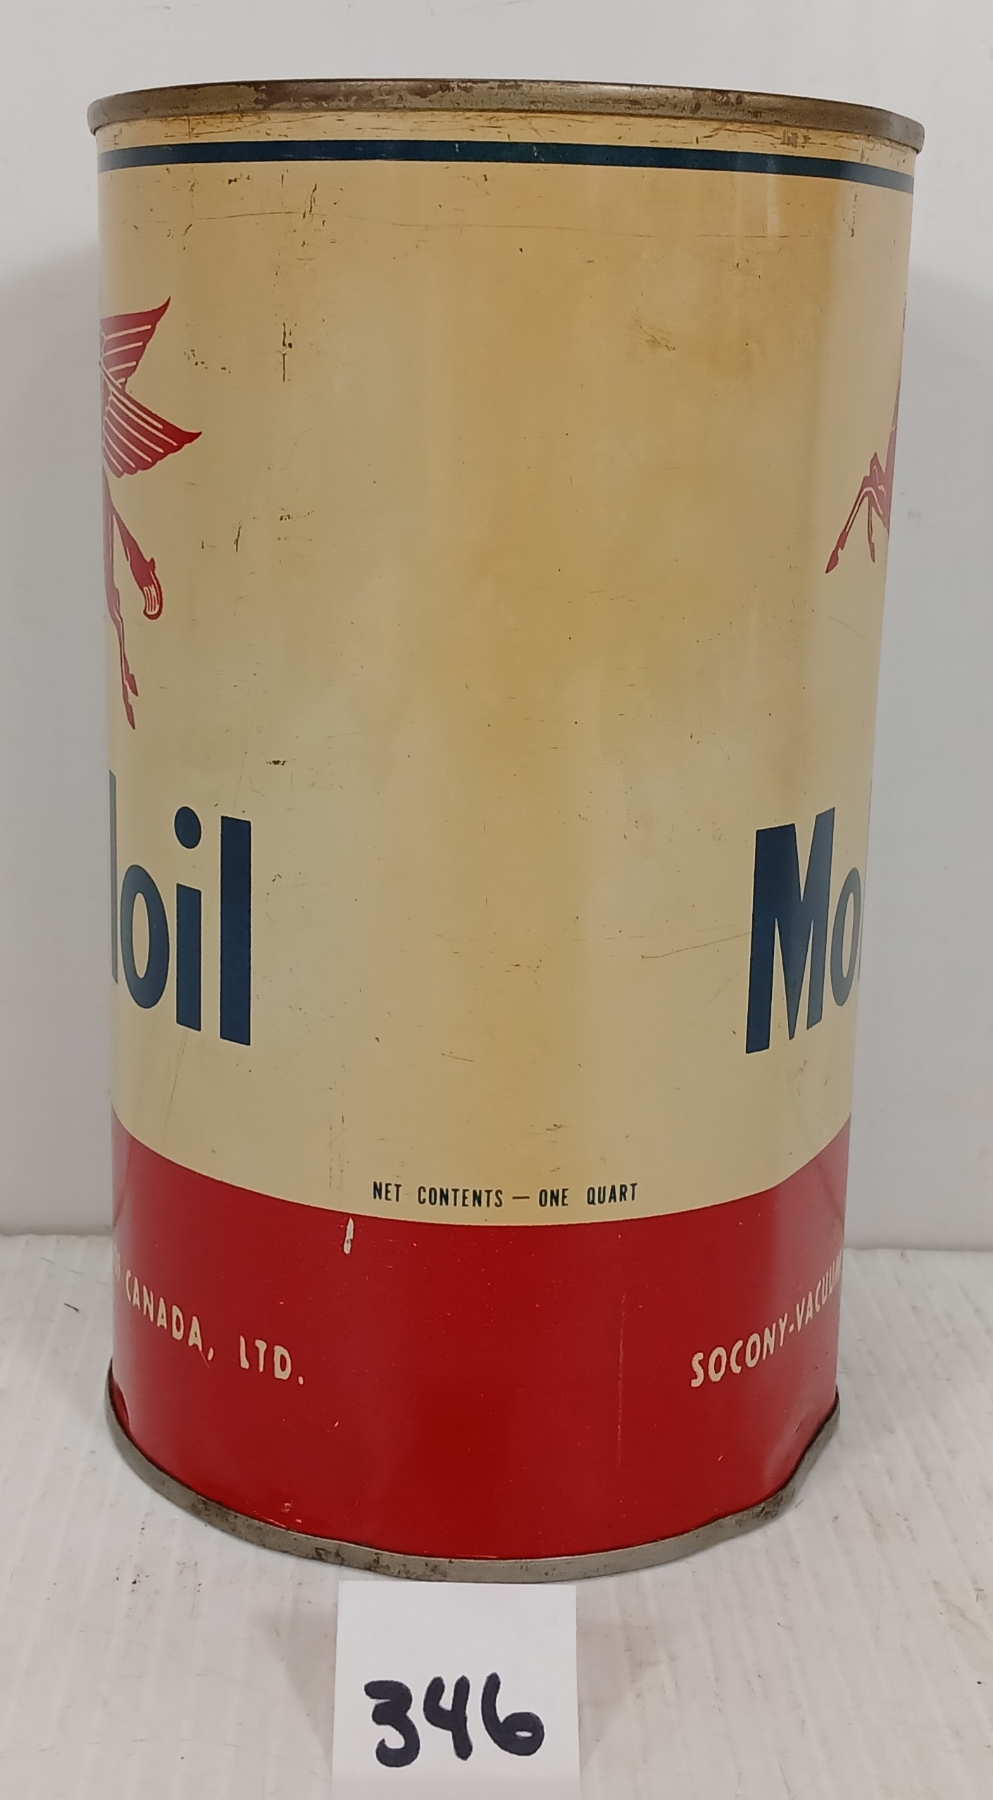 loil
Mo
NET CONTENTS — ONE QUART
CANADA, LTD.
SOCONY-VACUUM
346